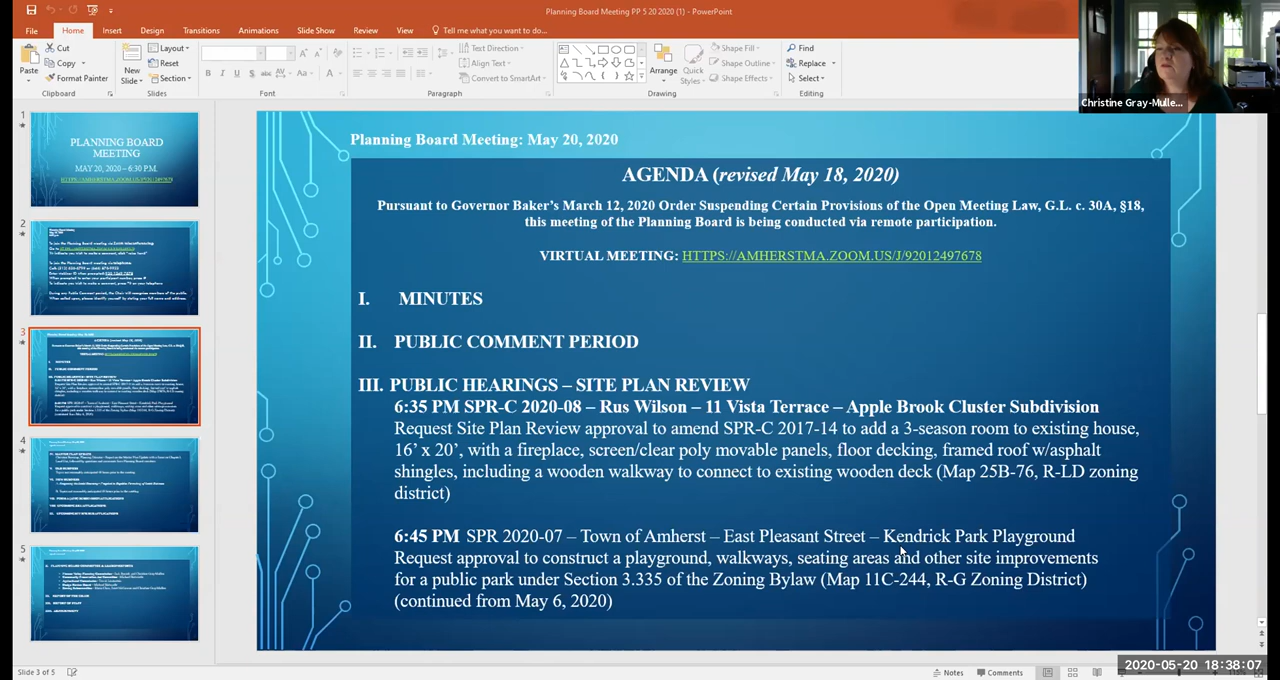 Planning Board Meeting PP 5 20 2020 (1) - PowerPoint
File Home Insert Design Transitions Animations Slide Show Review View Tell me what you want to do...
Paste
Cut
Copy
Format Painter
Clipboard
New Slide
Layout
Reset
Section
Slides
B I U S abc AV Aa A
Font
Text Direction
Align Text
Convert to SmartArt
Paragraph
Arrange
Quick Styles
Shape Fill
Shape Outline
Shape Effects
Drawing
Find
Replace
Select
Editing
Christine Gray-Mulle...
1
PLANNING BOARD
MEETING
MAY 20, 2020 – 6:30 P.M.
2
3
4
5
Planning Board Meeting: May 20, 2020
AGENDA (revised May 18, 2020)
Pursuant to Governor Baker's March 12, 2020 Order Suspending Certain Provisions of the Open Meeting Law, G.L. c. 30A, §18,
this meeting of the Planning Board is being conducted via remote participation.
VIRTUAL MEETING: HTTPS://AMHERSTMA.ZOOM.US/J/92012497678
I. MINUTES
II. PUBLIC COMMENT PERIOD
III. PUBLIC HEARINGS – SITE PLAN REVIEW
6:35 PM SPR-C 2020-08 – Rus Wilson – 11 Vista Terrace – Apple Brook Cluster Subdivision
Request Site Plan Review approval to amend SPR-C 2017-14 to add a 3-season room to existing house,
16' x 20', with fireplace, screen/clear poly movable panels, floor decking, framed roof w/asphalt
shingles, including a wooden walkway to connect to existing wooden deck (Map 25B-76, R-LD zoning
district)
6:45 PM SPR 2020-07 – Town of Amherst – East Pleasant Street – Kendrick Park Playground
Request approval to construct a playground, walkways, seating areas and other site improvements
for a public park under Section 3.335 of the Zoning Bylaw (Map 11C-244, R-G Zoning District)
(continued from May 6, 2020)
Slide 3 of 5
Notes
Comments
2020-05-20 18:38:07